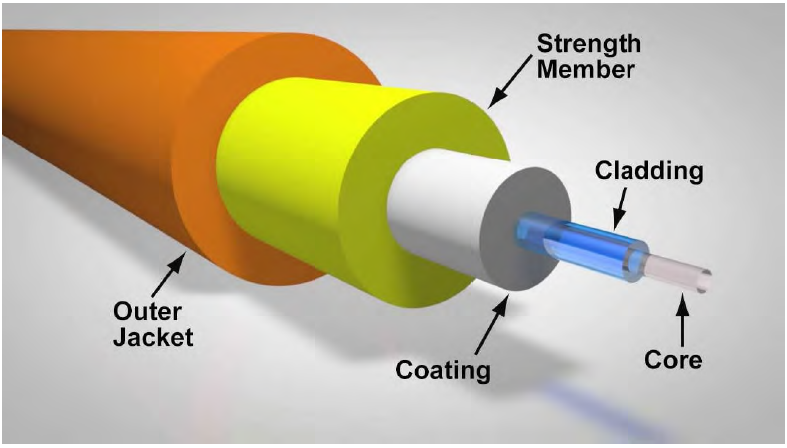 Strength
Member
Cladding
Outer
Jacket
Coating
Core